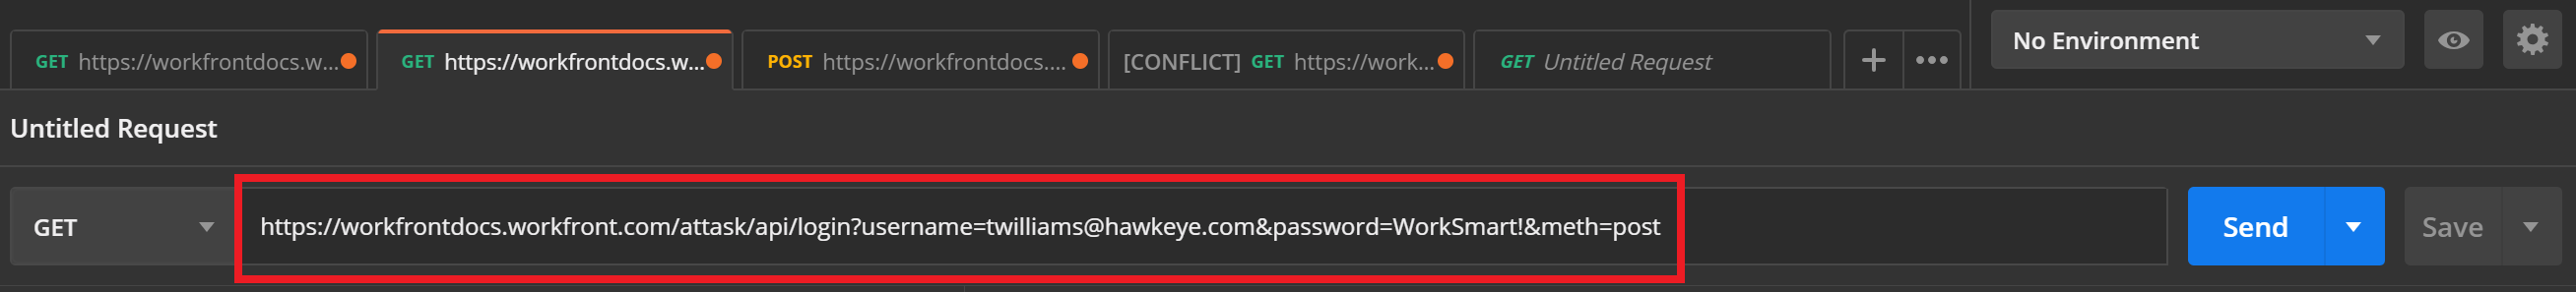 GET https://workfrontdocs.w...
GET https://workfrontdocs.w...
POST https://workfrontdocs....
[CONFLICT] GET https://work...
GET Untitled Request
No Environment
Untitled Request
GET
https://workfrontdocs.workfront.com/attask/api/login?username=twilliams@hawkeye.com&password=WorkSmart!&meth=post
Send
Save